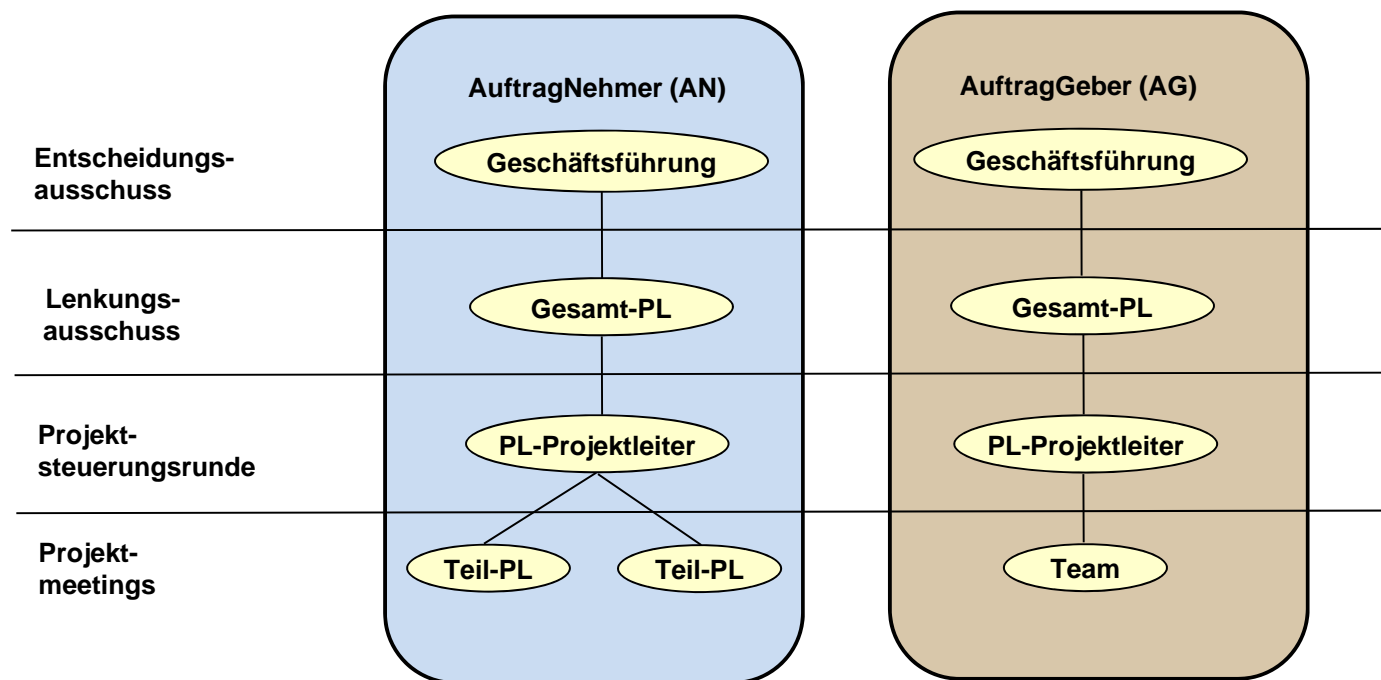 AuftragNehmer (AN)
AuftragGeber (AG)
Entscheidungs-
ausschuss
Geschäftsführung
Geschäftsführung
Lenkungs-
ausschuss
Gesamt-PL
Gesamt-PL
Projekt-
steuerungsrunde
PL-Projektleiter
PL-Projektleiter
Projekt-
meetings
Teil-PL
Teil-PL
Team